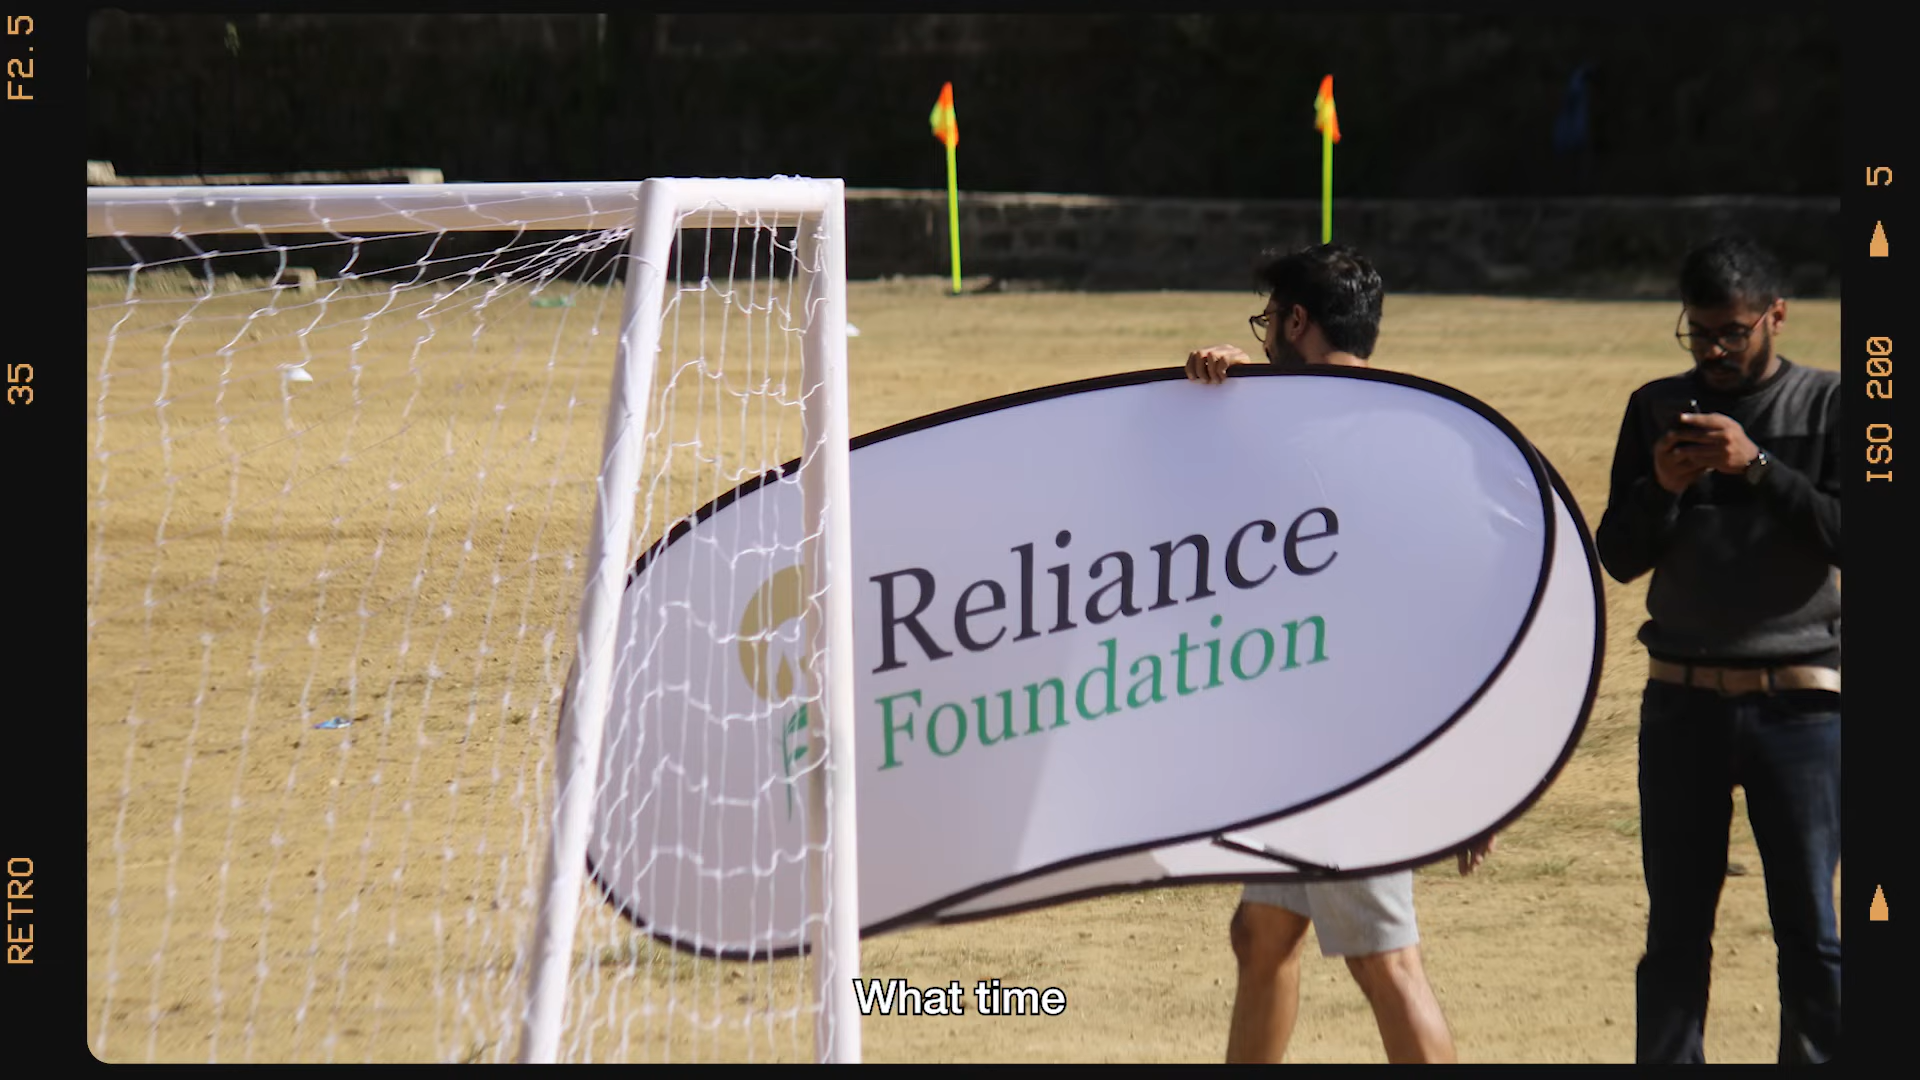 F2.5
35
RETRO
5
ISO 200
Reliance
Foundation
What time